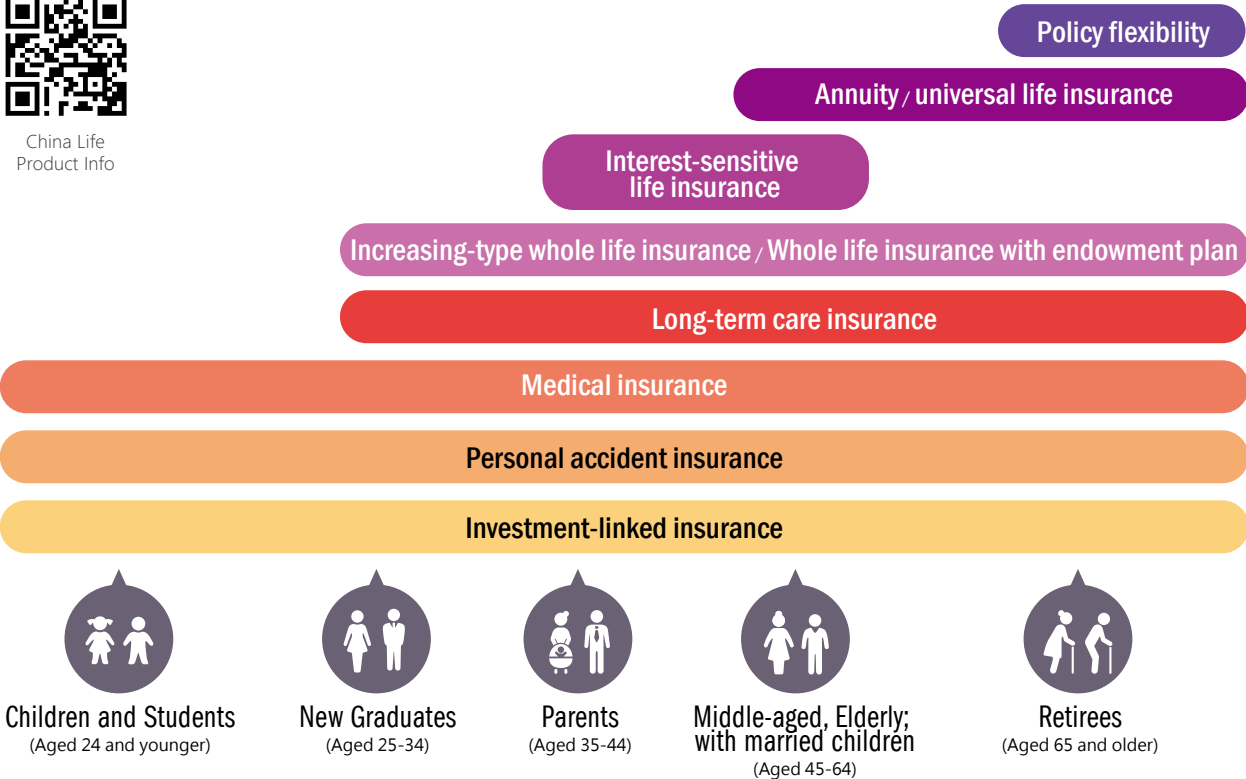 China Life
Product Info
Policy flexibility
Annuity / universal life insurance
Interest-sensitive
life insurance
Increasing-type whole life insurance / Whole life insurance with endowment plan
Long-term care insurance
Medical insurance
Personal accident insurance
Investment-linked insurance
Children and Students
(Aged 24 and younger)
New Graduates
(Aged 25-34)
Parents
(Aged 35-44)
Middle-aged, Elderly;
with married children
(Aged 45-64)
Retirees
(Aged 65 and older)